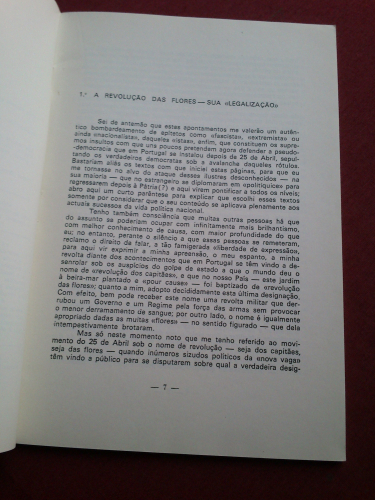 1.º A REVOLUÇÃO DAS FLORES — SUA «LEGALIZAÇÃO»
Sei de antemão que estes apontamentos me valerão um autên-
tico bombardeamento de epítetos como «fascista», «extremista» ou
ainda «nacionalista», daqueles «istas», enfim, que constituem os supre-
mos insultos com que uns poucos pretendem agora defender a pseudo-
-democracia que em Portugal se instalou depois de 25 de Abril, sepul-
tando os verdadeiros democratas sob a avalanche daqueles rótulos.
Bastariam aliás os textos com que iniciei estas páginas, para que eu
me tornasse no alvo do ataque desses ilustres desconhecidos — na
sua maioria — que no estrangeiro se diplomaram em «politiquice» para
regressarem depois à Pátria(?) e aqui virem pontificar a todos os níveis;
abro aqui um curto parêntese para explicar que escolhi esses textos
somente por considerar que o seu conteúdo se aplicava plenamente aos
actuais sucessos da vida política nacional.
Tenho também consciência que muitas outras pessoas há que
do assunto se poderiam ocupar com infinitamente mais brilhantismo,
com melhor conhecimento de causa, com maior profundidade do que
eu; no entanto, perante o silêncio a que essas pessoas se remeteram,
reclamo o direito de falar, a tão famigerada «liberdade de expressão»,
para aqui vir exprimir a minha apreensão, o meu espanto, a minha
revolta diante dos acontecimentos que em Portugal se têm vindo a de-
senrolar sob os auspícios do golpe de estado a que o mundo deu o
nome de «revolução dos capitães», e que no nosso País — este jardim
à beira-mar plantado «pour cause» — foi baptizado de «revolução
das flores»; quanto a mim, adopto decididamente esta última designação.
Com efeito, bem pode receber este nome uma revolta militar que der-
rubou um Governo e um Regime pela força das armas sem provocar
o menor derramamento de sangue; por outro lado, o nome é igualmente
apropriado dadas as muitas «flores» — no sentido figurado — que dela
intempestivamente brotaram.
Mas só neste momento noto que me tenho referido ao movi-
mento do 25 de Abril sob o nome de revolução — seja dos capitães,
seja das flores — quando inúmeros sizudos políticos da «nova vaga»
têm vindo a público para se disputarem sobre qual a verdadeira desig-
— 7 —